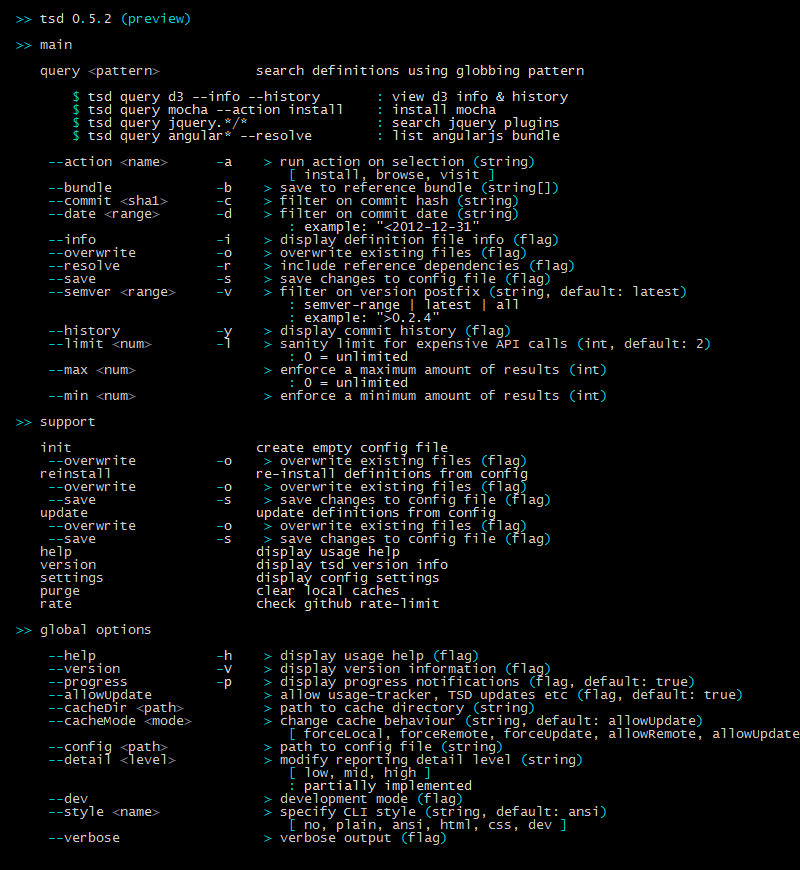 >> tsd 0.5.2 (preview)
>> main
query <pattern> search definitions using globbing pattern
$ tsd query d3 --info --history : view d3 info & history
$ tsd query mocha --action install : install mocha
$ tsd query jquery.*/* : search jquery plugins
$ tsd query angular* --resolve : list angularjs bundle
--action <name> -a > run action on selection (string)
[ install, browse, visit ]
--bundle -b > save to reference bundle (string[])
--commit <sha1> -c > filter on commit hash (string)
--date <range> -d > filter on commit date (string)
: example: "<2012-12-31"
--info -i > display definition file info (flag)
--overwrite -o > overwrite existing files (flag)
--resolve -r > include reference dependencies (flag)
--save -s > save changes to config file (flag)
--semver <range> -v > filter on version postfix (string, default: latest)
: semver-range | latest | all
: example: ">0.2.4"
--history -y > display commit history (flag)
--limit <num> -l > sanity limit for expensive API calls (int, default: 2)
: 0 = unlimited
--max <num> > enforce a maximum amount of results (int)
: 0 = unlimited
--min <num> > enforce a minimum amount of results (int)
>> support
init create empty config file
--overwrite -o > overwrite existing files (flag)
reinstall re-install definitions from config
--overwrite -o > overwrite existing files (flag)
--save -s > save changes to config file (flag)
update update definitions from config
--overwrite -o > overwrite existing files (flag)
--save -s > save changes to config file (flag)
help display usage help
version display tsd version info
settings display config settings
purge clear local caches
rate check github rate-limit
>> global options
--help -h > display usage help (flag)
--version -V > display version information (flag)
--progress -p > display progress notifications (flag, default: true)
--allowUpdate > allow usage-tracker, TSD updates etc (flag, default: true)
--cacheDir <path> > path to cache directory (string)
--cacheMode <mode> > change cache behaviour (string, default: allowUpdate)
[ forceLocal, forceRemote, forceUpdate, allowRemote, allowUpdate
--config <path> > path to config file (string)
--detail <level> > modify reporting detail level (string)
[ low, mid, high ]
: partially implemented
--dev > development mode (flag)
--style <name> > specify CLI style (string, default: ansi)
[ no, plain, ansi, html, css, dev ]
--verbose > verbose output (flag)